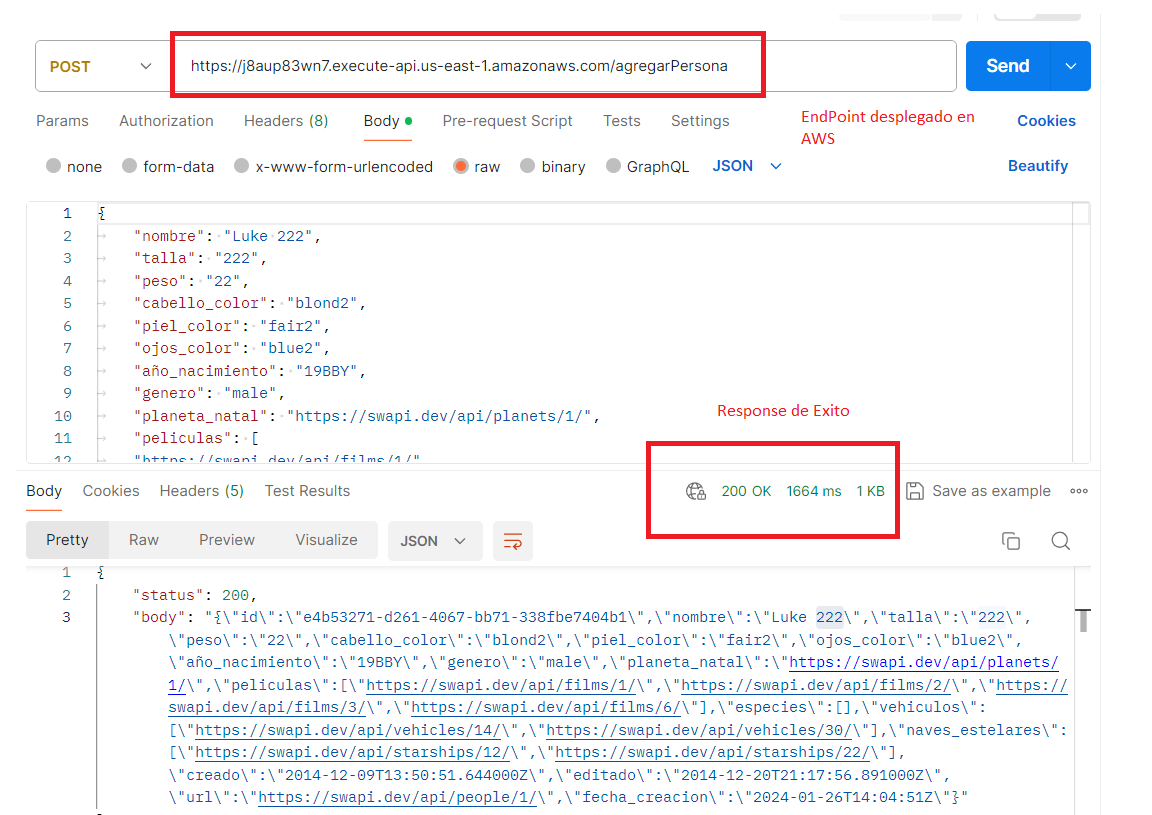 POST
https://j8aup83wn7.execute-api.us-east-1.amazonaws.com/agregarPersona
Send
Params Authorization Headers (8) Body Pre-request Script Tests Settings
EndPoint desplegado en
AWS
Cookies
none form-data x-www-form-urlencoded raw binary GraphQL JSON
Beautify
1 {
2 "nombre": "Luke 222",
3 "talla": "222",
4 "peso": "22",
5 "cabello_color": "blond2",
6 "piel_color": "fair2",
7 "ojos_color": "blue2",
8 "año_nacimiento": "19BBY",
9 "genero": "male",
10 "planeta_natal": "https://swapi.dev/api/planets/1/",
11 "peliculas": [
12 "https://swapi.dev/api/films/1/"
Response de Exito
Body Cookies Headers (5) Test Results
200 OK 1664 ms 1 KB
Save as example
Pretty Raw Preview Visualize JSON
1 {
2 "status": 200,
3 "body": "{\"id\":\"e4b53271-d261-4067-bb71-338fbe7404b1\",\"nombre\":\"Luke 222\",\"talla\":\"222\",
\"peso\":\"22\",\"cabello_color\":\"blond2\",\"piel_color\":\"fair2\",\"ojos_color\":\"blue2\",
\"año_nacimiento\":\"19BBY\",\"genero\":\"male\",\"planeta_natal\":\"https://swapi.dev/api/planets/
1/\",\"peliculas\":[\"https://swapi.dev/api/films/1/\",\"https://swapi.dev/api/films/2/\",\"https://
swapi.dev/api/films/3/\",\"https://swapi.dev/api/films/6/\"],\"especies\":[],\"vehiculos\":
[\"https://swapi.dev/api/vehicles/14/\",\"https://swapi.dev/api/vehicles/30/\"],\"naves_estelares\":
[\"https://swapi.dev/api/starships/12/\",\"https://swapi.dev/api/starships/22/\"],
\"creado\":\"2014-12-09T13:50:51.644000Z\",\"editado\":\"2014-12-20T21:17:56.891000Z\",
\"url\":\"https://swapi.dev/api/people/1/\",\"fecha_creacion\":\"2024-01-26T14:04:51Z\"}"